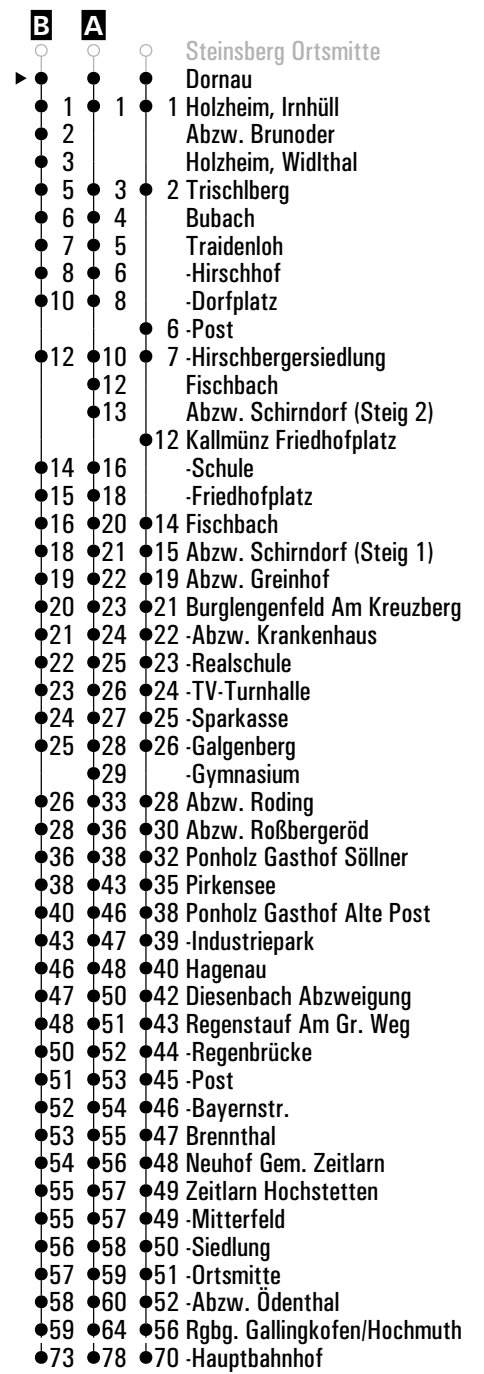 B A
Steinsberg Ortsmitte
Dornau
1 1 1 Holzheim, Irnhüll
2 Abzw. Brunoder
3 Holzheim, Widlthal
5 3 2 Trischlberg
6 4 Bubach
7 5 Traidenloh
8 6 -Hirschhof
10 8 -Dorfplatz
6 -Post
12 10 7 -Hirschbergersiedlung
12 Fischbach
13 Abzw. Schirndorf (Steig 2)
12 Kallmünz Friedhofplatz
14 16 -Schule
15 18 -Friedhofplatz
16 20 14 Fischbach
18 21 15 Abzw. Schirndorf (Steig 1)
19 22 19 Abzw. Greinhof
20 23 21 Burglengenfeld Am Kreuzberg
21 24 22 -Abzw. Krankenhaus
22 25 23 -Realschule
23 26 24 -TV-Turnhalle
24 27 25 -Sparkasse
25 28 26 -Galgenberg
29 -Gymnasium
26 33 28 Abzw. Roding
28 36 30 Abzw. Roßbergeröd
36 38 32 Ponholz Gasthof Söllner
38 43 35 Pirkensee
40 46 38 Ponholz Gasthof Alte Post
43 47 39 -Industriepark
46 48 40 Hagenau
47 50 42 Diesenbach Abzweigung
48 51 43 Regenstauf Am Gr. Weg
50 52 44 -Regenbrücke
51 53 45 -Post
52 54 46 -Bayernstr.
53 55 47 Brennthal
54 56 48 Neuhof Gem. Zeitlarn
55 57 49 Zeitlarn Hochstetten
55 57 49 -Mitterfeld
56 58 50 -Siedlung
57 59 51 -Ortsmitte
58 60 52 -Abzw. Ödenthal
59 64 56 Rgbg. Gallingkofen/Hochmuth
73 78 70 -Hauptbahnhof